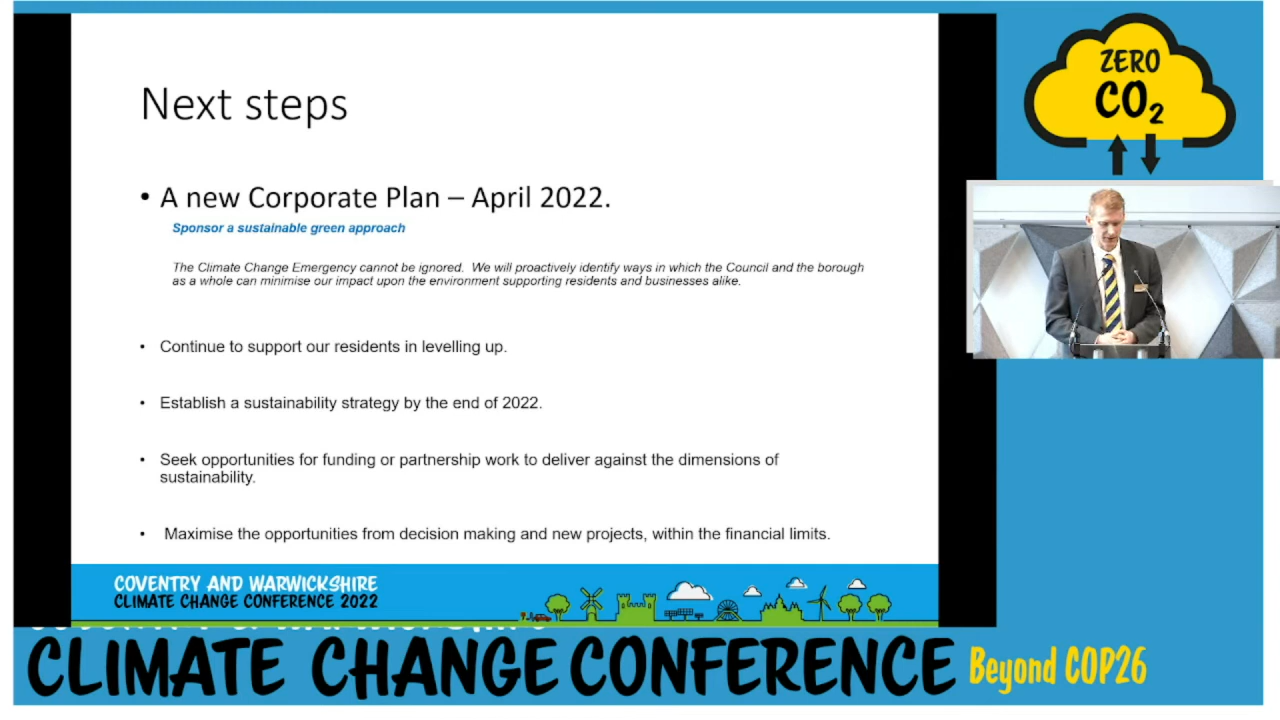 Next steps
• A new Corporate Plan – April 2022.
Sponsor a sustainable green approach
The Climate Change Emergency cannot be ignored. We will proactively identify ways in which the Council and the borough
as a whole can minimise our impact upon the environment supporting residents and businesses alike.
• Continue to support our residents in levelling up.
• Establish a sustainability strategy by the end of 2022.
• Seek opportunities for funding or partnership work to deliver against the dimensions of
sustainability.
• Maximise the opportunities from decision making and new projects, within the financial limits.
COVENTRY AND WARWICKSHIRE
CLIMATE CHANGE CONFERENCE 2022
ZERO
CO₂
CLIMATE CHANGE CONFERENCE Beyond COP26